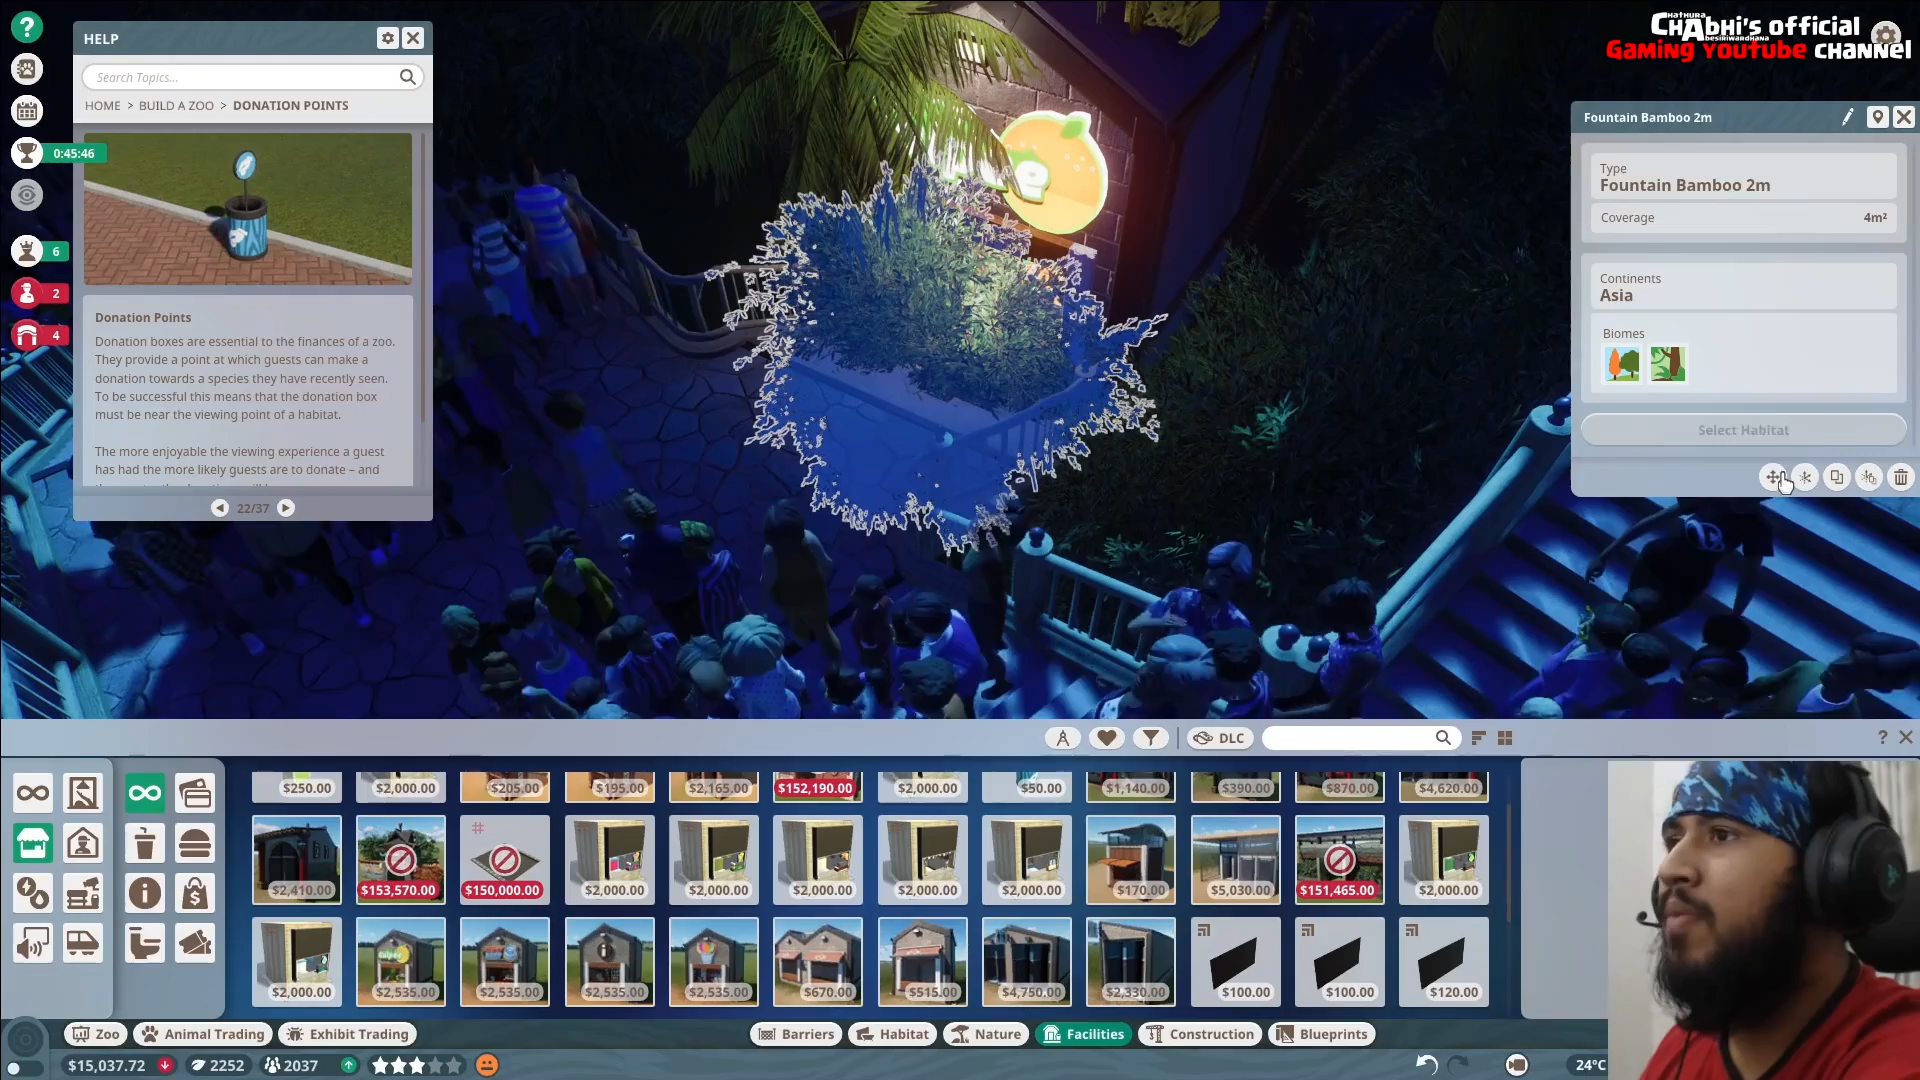 ?
HELP
Search Topics...
HOME > BUILD A ZOO > DONATION POINTS
0:45:46
6
2
4
Donation Points
Donation boxes are essential to the finances of a zoo.
They provide a point at which guests can make a
donation towards a species they have recently seen.
To be successful this means that the donation box
must be near the viewing point of a habitat.
The more enjoyable the viewing experience a guest
has had the more likely guests are to donate – and
22/37
CHATHURA
CHABHI'S OFFICIAL
BESIRIWARDHANA
GAMING YOUTUBE CHANNEL
Fountain Bamboo 2m
Type
Fountain Bamboo 2m
Coverage 4m²
Continents
Asia
Biomes
Select Habitat
DLC
? 
$250.00 $2,000.00 $205.00 $195.00 $2,165.00 $152,190.00 $2,000.00 $50.00 $1,140.00 $390.00 $870.00 $4,620.00
$2,410.00 $153,570.00 $150,000.00 $2,000.00 $2,000.00 $2,000.00 $2,000.00 $2,000.00 $170.00 $5,030.00 $151,465.00 $2,000.00
$2,000.00 $2,535.00 $2,535.00 $2,535.00 $2,535.00 $670.00 $515.00 $4,750.00 $2,330.00 $100.00 $100.00 $120.00
Zoo Animal Trading Exhibit Trading Barriers Habitat Nature Facilities Construction Blueprints
$15,037.72 2252 2037 24°C